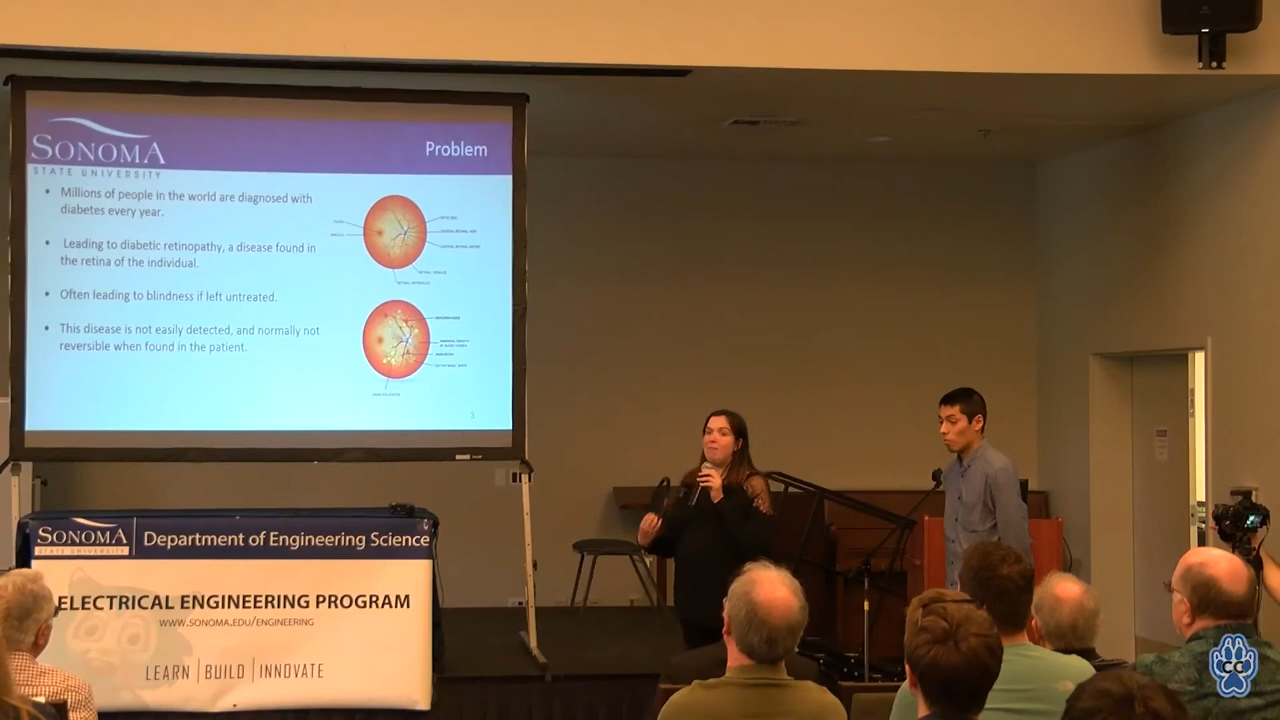 SONOMA
STATE UNIVERSITY
Problem
• Millions of people in the world are diagnosed with
diabetes every year.
• Leading to diabetic retinopathy, a disease found in
the retina of the individual.
• Often leading to blindness if left untreated.
• This disease is not easily detected, and normally not
reversible when found in the patient.
3
SONOMA
STATE UNIVERSITY
Department of Engineering Science
ELECTRICAL ENGINEERING PROGRAM
WWW.SONOMA.EDU/ENGINEERING
LEARN | BUILD | INNOVATE
CC